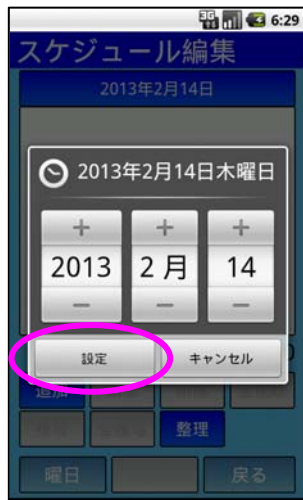 3G 6:29
スケジュール編集
2013年2月14日
2013年2月14日木曜日
+ + +
2013 2月 14
− − −
設定 キャンセル
追加
整理
曜日 戻る